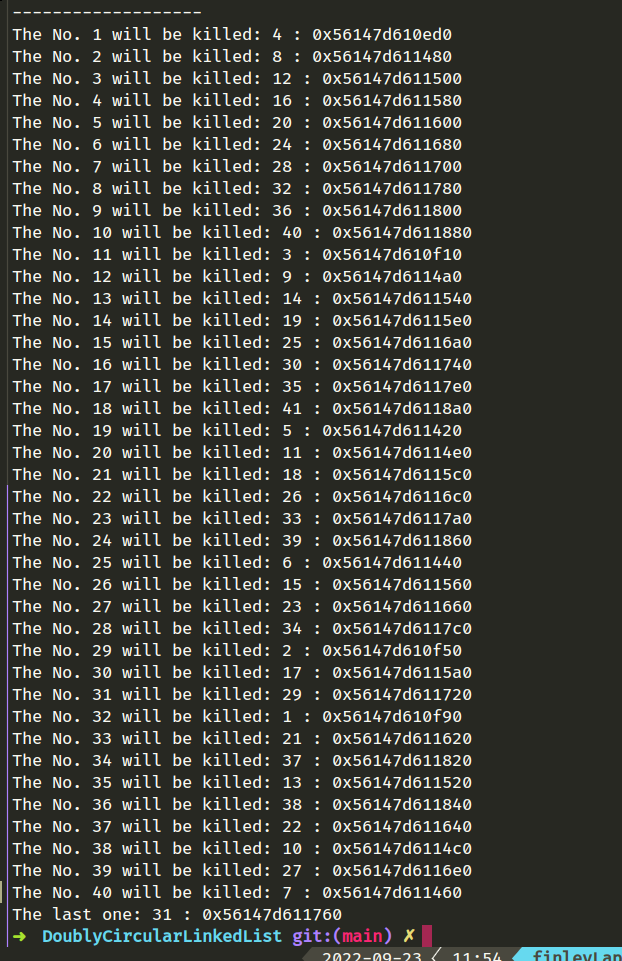 -------------------
The No. 1 will be killed: 4 : 0x56147d610ed0
The No. 2 will be killed: 8 : 0x56147d611480
The No. 3 will be killed: 12 : 0x56147d611500
The No. 4 will be killed: 16 : 0x56147d611580
The No. 5 will be killed: 20 : 0x56147d611600
The No. 6 will be killed: 24 : 0x56147d611680
The No. 7 will be killed: 28 : 0x56147d611700
The No. 8 will be killed: 32 : 0x56147d611780
The No. 9 will be killed: 36 : 0x56147d611800
The No. 10 will be killed: 40 : 0x56147d611880
The No. 11 will be killed: 3 : 0x56147d610f10
The No. 12 will be killed: 9 : 0x56147d6114a0
The No. 13 will be killed: 14 : 0x56147d611540
The No. 14 will be killed: 19 : 0x56147d6115e0
The No. 15 will be killed: 25 : 0x56147d6116a0
The No. 16 will be killed: 30 : 0x56147d611740
The No. 17 will be killed: 35 : 0x56147d6117e0
The No. 18 will be killed: 41 : 0x56147d6118a0
The No. 19 will be killed: 5 : 0x56147d611420
The No. 20 will be killed: 11 : 0x56147d6114e0
The No. 21 will be killed: 18 : 0x56147d6115c0
The No. 22 will be killed: 26 : 0x56147d6116c0
The No. 23 will be killed: 33 : 0x56147d6117a0
The No. 24 will be killed: 39 : 0x56147d611860
The No. 25 will be killed: 6 : 0x56147d611440
The No. 26 will be killed: 15 : 0x56147d611560
The No. 27 will be killed: 23 : 0x56147d611660
The No. 28 will be killed: 34 : 0x56147d6117c0
The No. 29 will be killed: 2 : 0x56147d610f50
The No. 30 will be killed: 17 : 0x56147d6115a0
The No. 31 will be killed: 29 : 0x56147d611720
The No. 32 will be killed: 1 : 0x56147d610f90
The No. 33 will be killed: 21 : 0x56147d611620
The No. 34 will be killed: 37 : 0x56147d611820
The No. 35 will be killed: 13 : 0x56147d611520
The No. 36 will be killed: 38 : 0x56147d611840
The No. 37 will be killed: 22 : 0x56147d611640
The No. 38 will be killed: 10 : 0x56147d6114c0
The No. 39 will be killed: 27 : 0x56147d6116e0
The No. 40 will be killed: 7 : 0x56147d611460
The last one: 31 : 0x56147d611760
➜ DoublyCircularLinkedList git:(main) ✗
2022-09-23 11:54 finleyLap